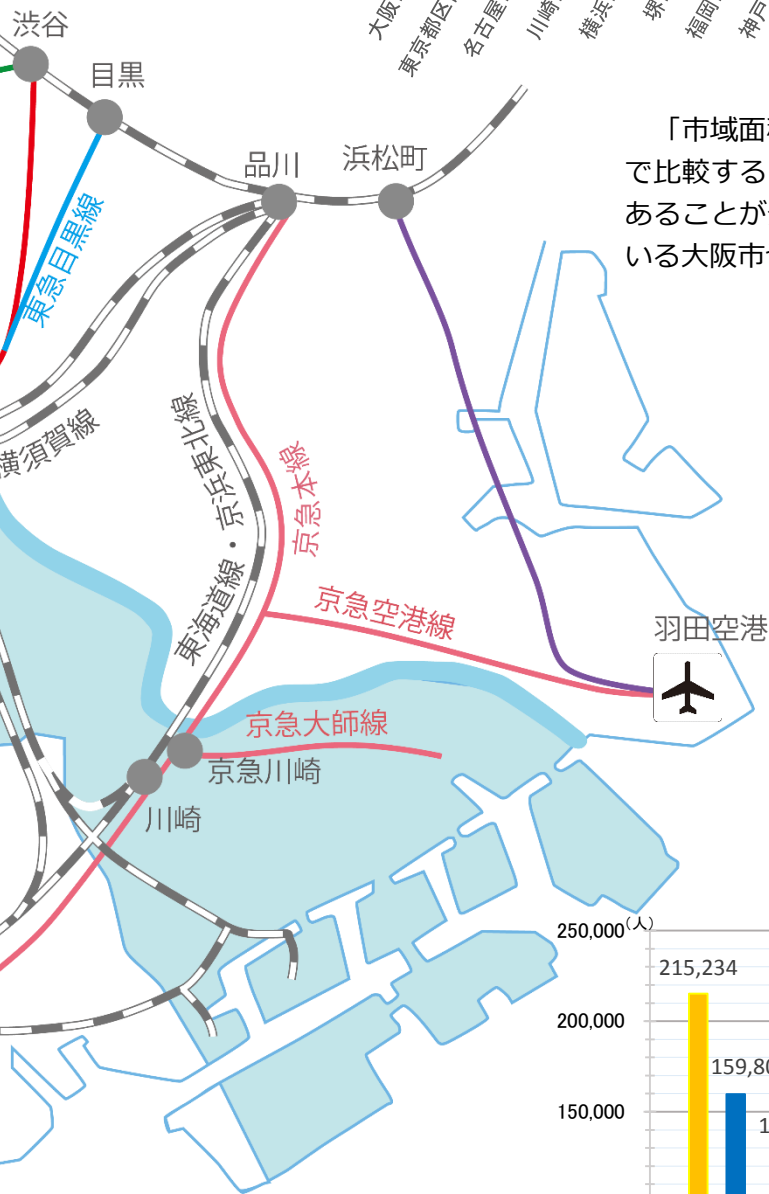 大阪
東京都区
名古屋
川崎
横浜
堺
福岡
神戸
渋谷
目黒
品川
浜松町
「市域面積
で比較する
あることが
いる大阪市
東急目黒線
横須賀線
東海道線・京浜東北線
京急本線
京急空港線
羽田空港
京急大師線
京急川崎
川崎
250,000
(人)
215,234
200,000
159,80
150,000
1